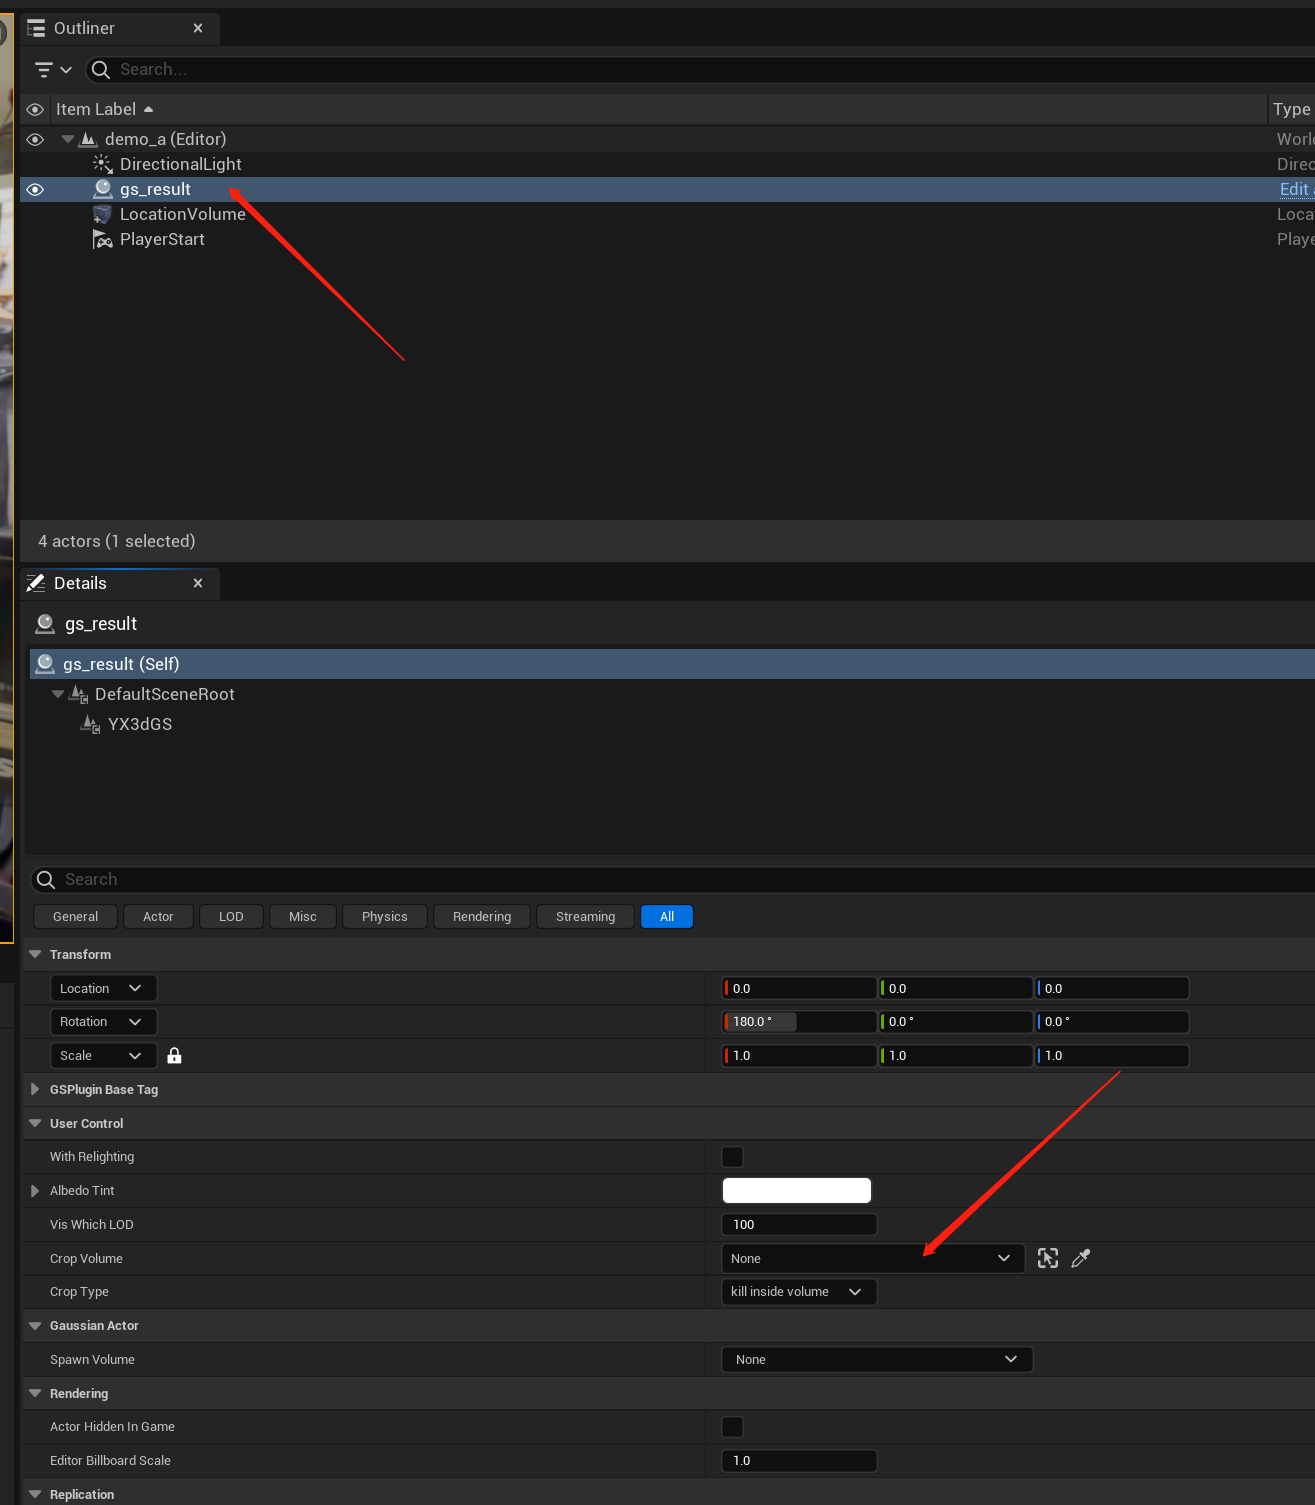 Outliner
Search...
Item Label Type
demo_a (Editor)
DirectionalLight
gs_result Edit
LocationVolume
PlayerStart
4 actors (1 selected)
Details
gs_result
gs_result (Self)
DefaultSceneRoot
YX3dGS
Search
General Actor LOD Misc Physics Rendering Streaming All
Transform
Location 0.0 0.0 0.0
Rotation 180.0 ° 0.0 ° 0.0 °
Scale 1.0 1.0 1.0
GSPlugin Base Tag
User Control
With Relighting
Albedo Tint
Vis Which LOD 100
Crop Volume None
Crop Type kill inside volume
Gaussian Actor
Spawn Volume None
Rendering
Actor Hidden In Game
Editor Billboard Scale 1.0
Replication